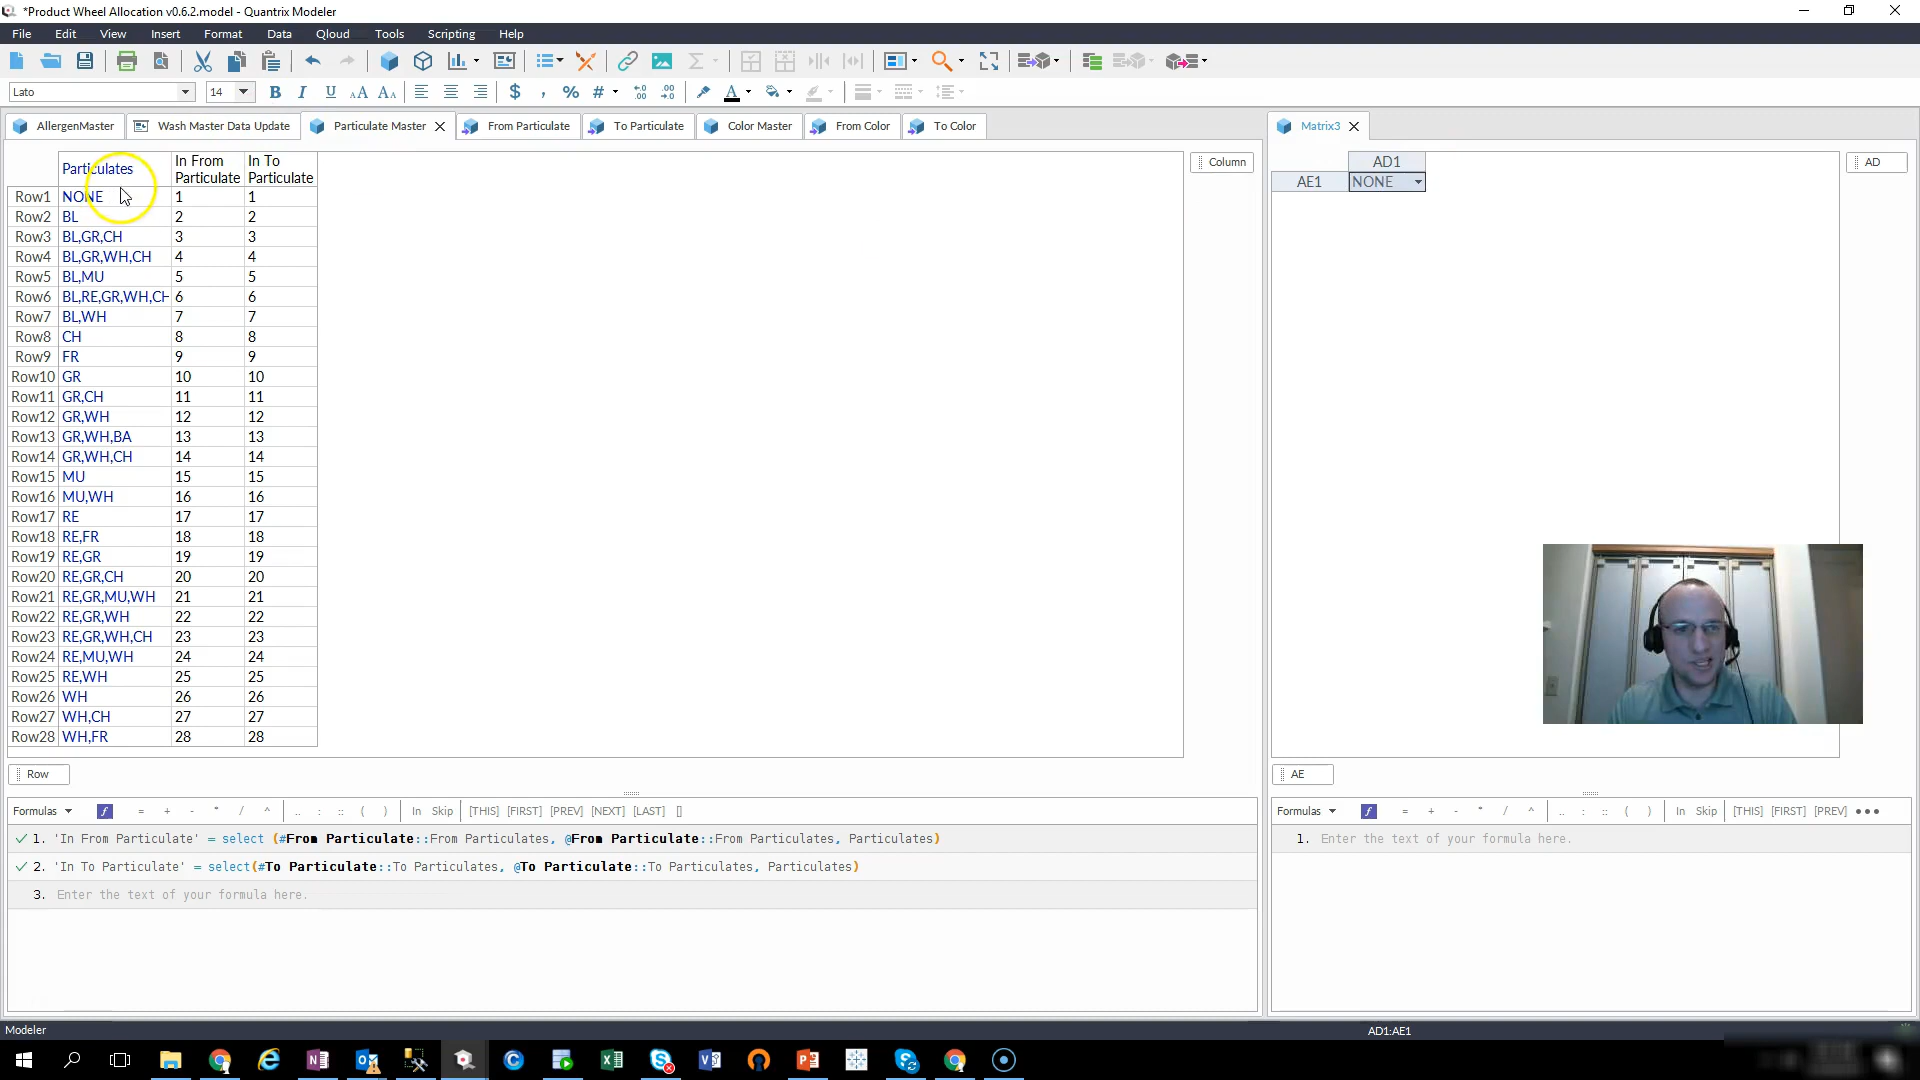 *Product Wheel Allocation v0.6.2.model - Quantrix Modeler
File Edit View Insert Format Data Qloud Tools Scripting Help
Lato 14
AllergenMaster Wash Master Data Update Particulate Master From Particulate To Particulate Color Master From Color To Color Matrix3
Particulates In From Particulate In To Particulate Column
Row1 NONE 1 1
Row2 BL 2 2
Row3 BL,GR,CH 3 3
Row4 BL,GR,WH,CH 4 4
Row5 BL,MU 5 5
Row6 BL,RE,GR,WH,CH 6 6
Row7 BL,WH 7 7
Row8 CH 8 8
Row9 FR 9 9
Row10 GR 10 10
Row11 GR,CH 11 11
Row12 GR,WH 12 12
Row13 GR,WH,BA 13 13
Row14 GR,WH,CH 14 14
Row15 MU 15 15
Row16 MU,WH 16 16
Row17 RE 17 17
Row18 RE,FR 18 18
Row19 RE,GR 19 19
Row20 RE,GR,CH 20 20
Row21 RE,GR,MU,WH 21 21
Row22 RE,GR,WH 22 22
Row23 RE,GR,WH,CH 23 23
Row24 RE,MU,WH 24 24
Row25 RE,WH 25 25
Row26 WH 26 26
Row27 WH,CH 27 27
Row28 WH,FR 28 28
Row
Formulas f = + - * / ^ .. : :: ( ) In Skip [THIS] [FIRST] [PREV] [NEXT] [LAST] []
1. 'In From Particulate' = select (#From Particulate::From Particulates, @From Particulate::From Particulates, Particulates)
2. 'In To Particulate' = select(#To Particulate::To Particulates, @To Particulate::To Particulates, Particulates)
3. Enter the text of your formula here.
AD1 AD
AE1 NONE
AE
Formulas f = + - * / ^ .. : :: ( ) In Skip [THIS] [FIRST] [PREV]
1. Enter the text of your formula here.
Modeler AD1:AE1